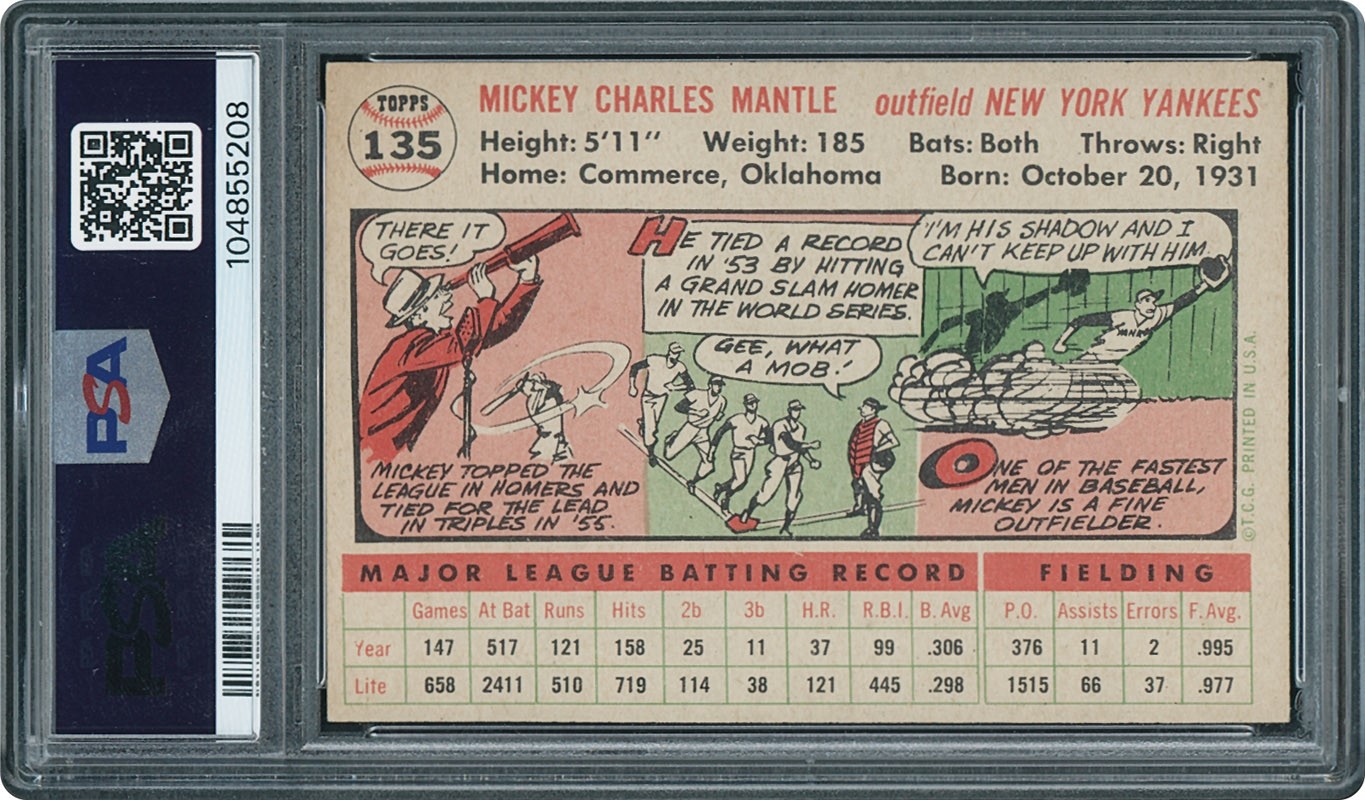 104855208
PSA
PSA
TOPPS
135
MICKEY CHARLES MANTLE outfield NEW YORK YANKEES
Height: 5'11" Weight: 185 Bats: Both Throws: Right
Home: Commerce, Oklahoma Born: October 20, 1931
THERE IT
GOES!
MICKEY TOPPED THE
LEAGUE IN HOMERS AND
TIED FOR THE LEAD
IN TRIPLES IN '55.
HE TIED A RECORD
IN '53 BY HITTING
A GRAND SLAM HOMER
IN THE WORLD SERIES.
GEE, WHAT
A MOB!
I'M HIS SHADOW AND I
CAN'T KEEP UP WITH HIM.
YANK
ONE OF THE FASTEST
MEN IN BASEBALL,
MICKEY IS A FINE
OUTFIELDER.
©T.C.G. PRINTED IN U.S.A.
MAJOR LEAGUE BATTING RECORD FIELDING
Games At Bat Runs Hits 2b 3b H.R. R.B.I. B. Avg P.O. Assists Errors F. Avg.
Year 147 517 121 158 25 11 37 99 .306 376 11 2 .995
Life 658 2411 510 719 114 38 121 445 .298 1515 66 37 .977